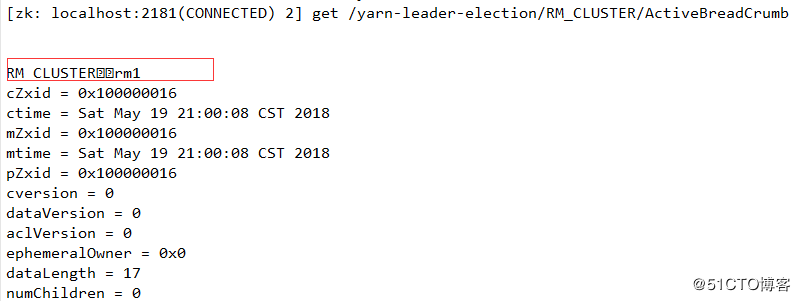 [zk: localhost:2181(CONNECTED) 2] get /yarn-leader-election/RM_CLUSTER/ActiveBreadCrumb
RM_CLUSTERrm1
cZxid = 0x100000016
ctime = Sat May 19 21:00:08 CST 2018
mZxid = 0x100000016
mtime = Sat May 19 21:00:08 CST 2018
pZxid = 0x100000016
cversion = 0
dataVersion = 0
aclVersion = 0
ephemeralOwner = 0x0
dataLength = 17
numChildren = 0
@51CTO博客